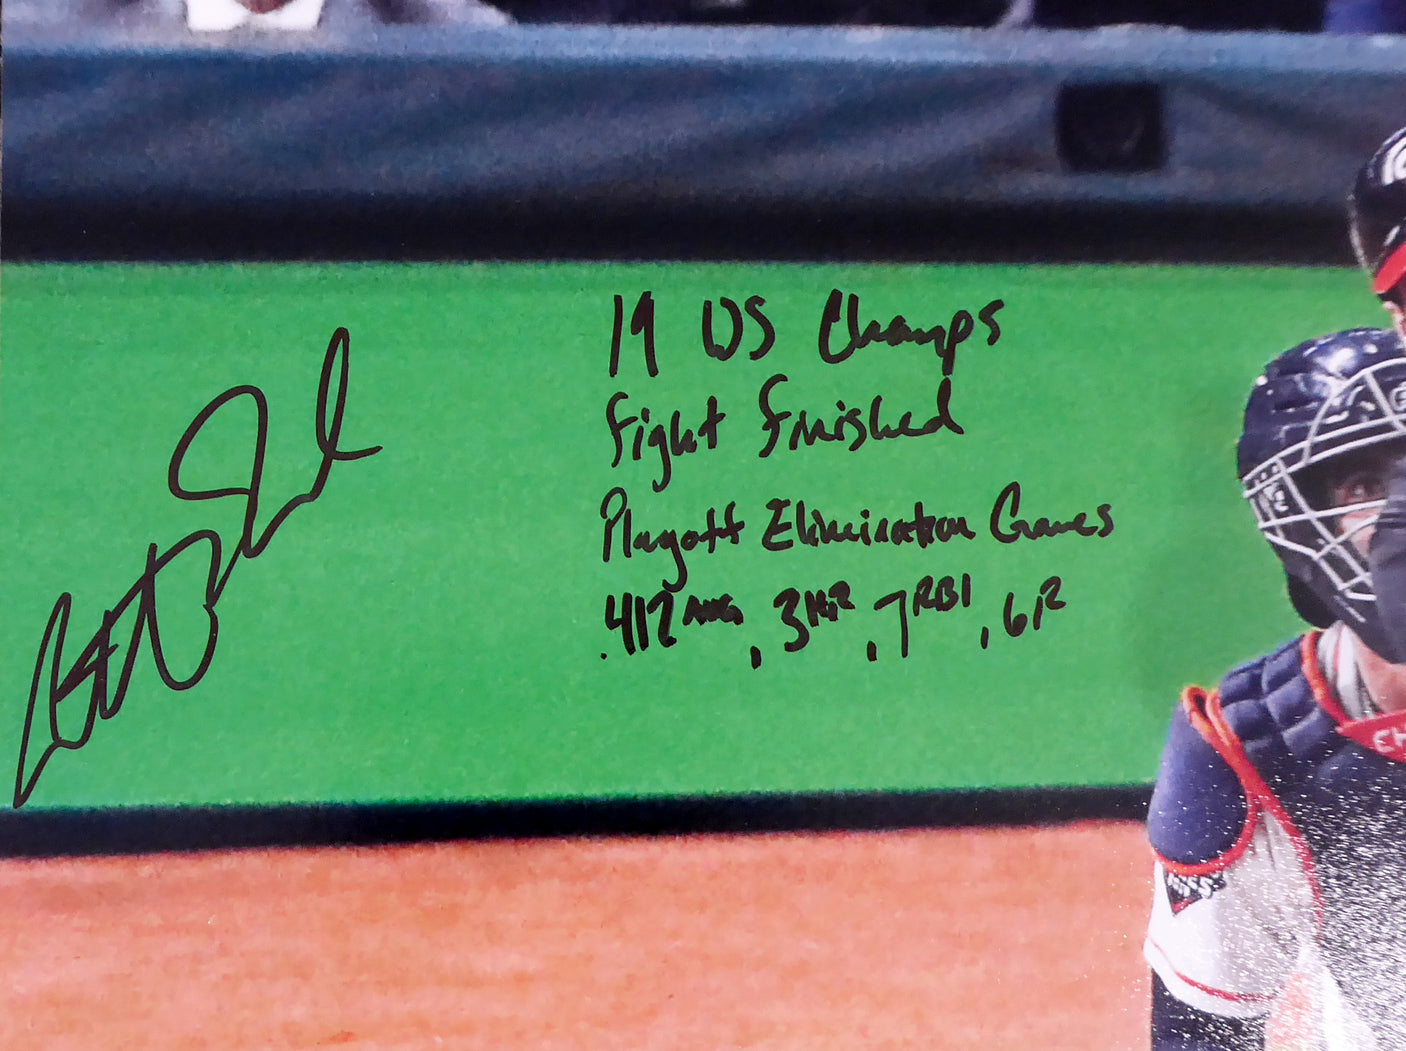 19 WS Champs
Fight Finished
Playoff Elimination Games
.412 AVG, 3 HR, 7 RBI, 6 R